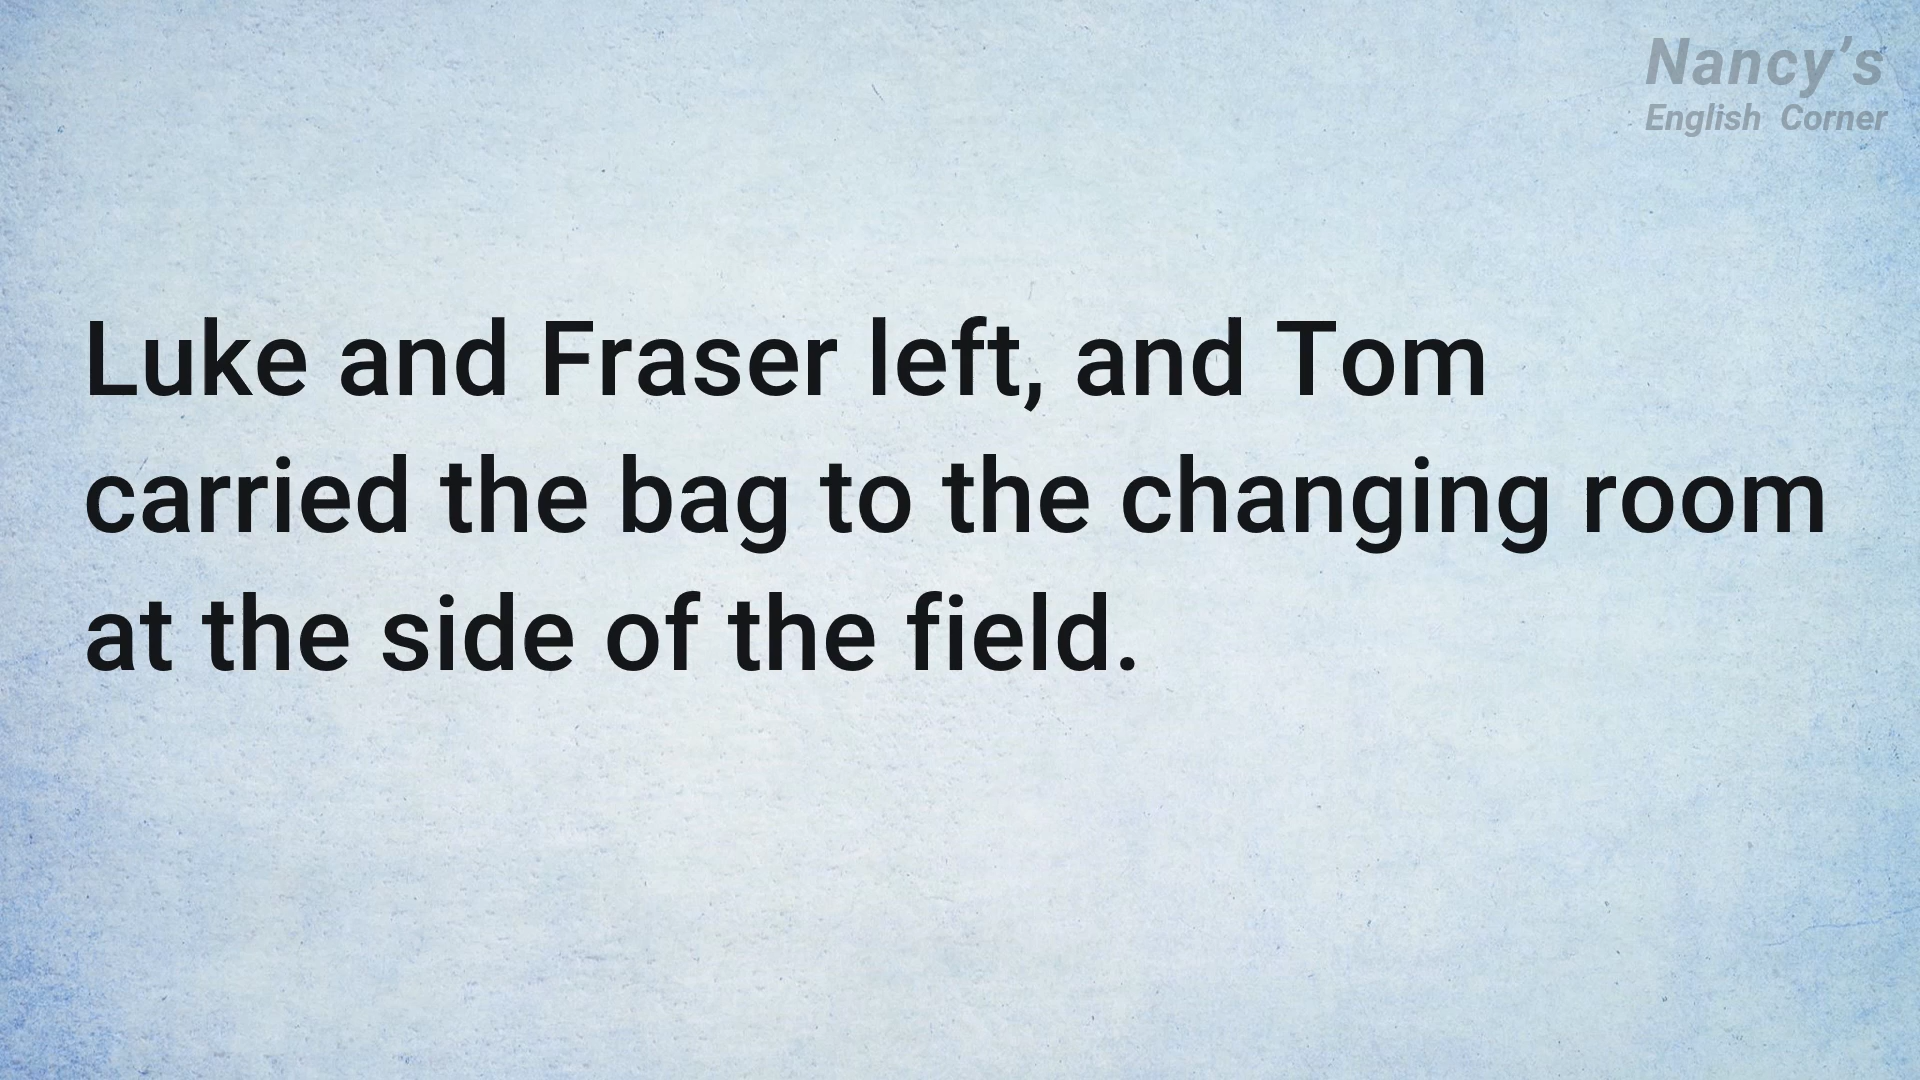 Nancy’s
English Corner
Luke and Fraser left, and Tom
carried the bag to the changing room
at the side of the field.